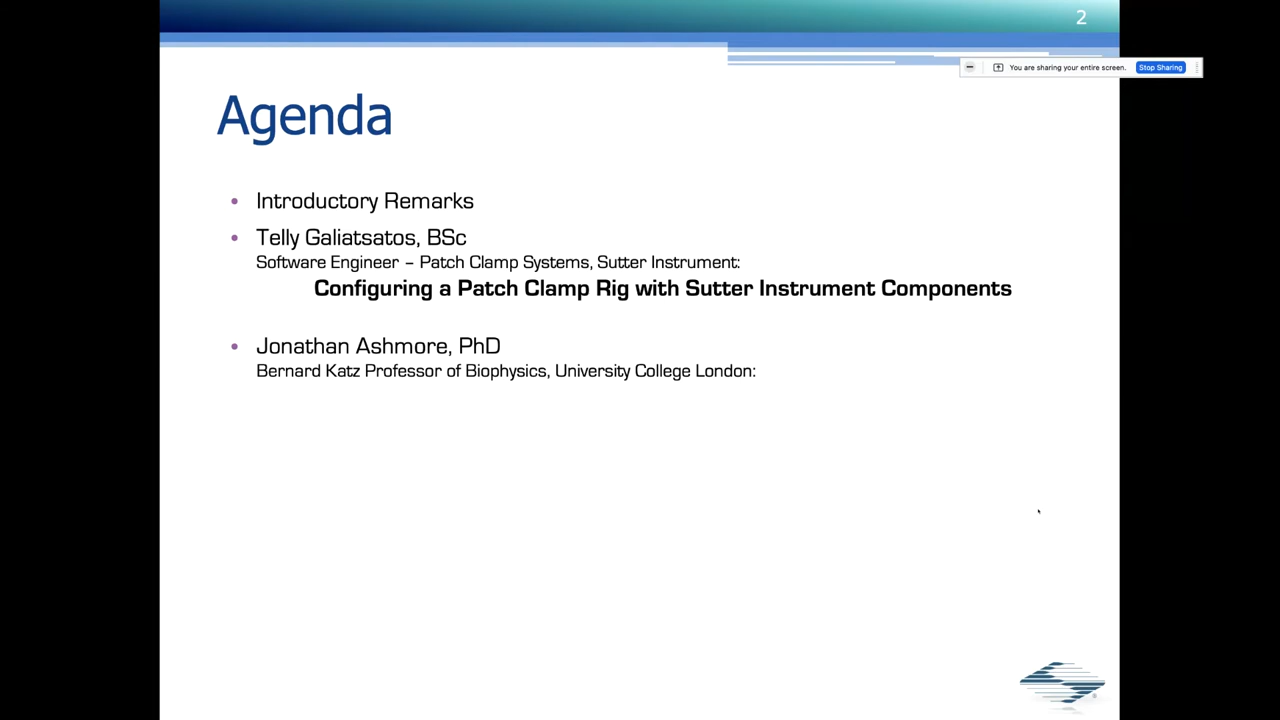 2
You are sharing your entire screen.
Stop Sharing
Agenda
• Introductory Remarks
• Telly Galiatsatos, BSc
Software Engineer – Patch Clamp Systems, Sutter Instrument:
Configuring a Patch Clamp Rig with Sutter Instrument Components
• Jonathan Ashmore, PhD
Bernard Katz Professor of Biophysics, University College London: